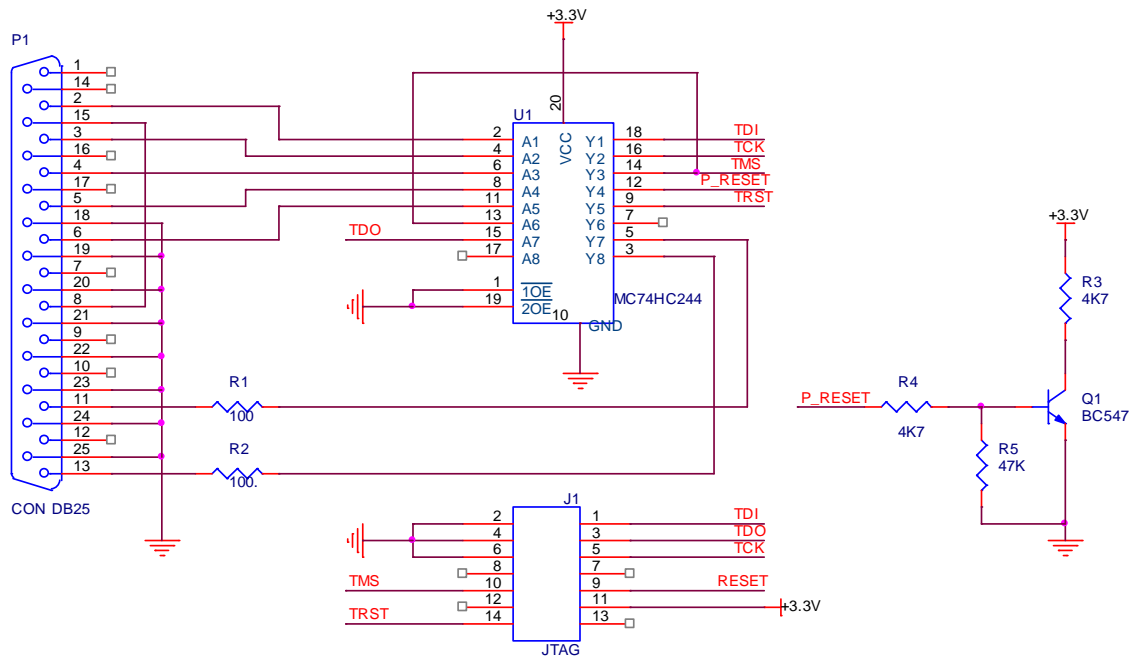 +3.3V
P1
1
14
2
15
3
16
4
17
5
18
6
19
7
20
8
21
9
22
10
23
11
24
12
25
13
CON DB25
U1
20
VCC
2 A1 Y1 18 TDI
4 A2 Y2 16 TCK
6 A3 Y3 14 TMS
8 A4 Y4 12 P_RESET
11 A5 Y5 9 TRST
13 A6 Y6 7
TDO 15 A7 Y7 5
17 A8 Y8 3
1 1OE
19 2OE
MC74HC244
10
GND
R1
100
R2
100.
+3.3V
R3
4K7
P_RESET
R4
4K7
Q1
BC547
R5
47K
J1
2 1 TDI
4 3 TDO
6 5 TCK
8 7
TMS 10 9 RESET
12 11 +3.3V
TRST 14 13
JTAG